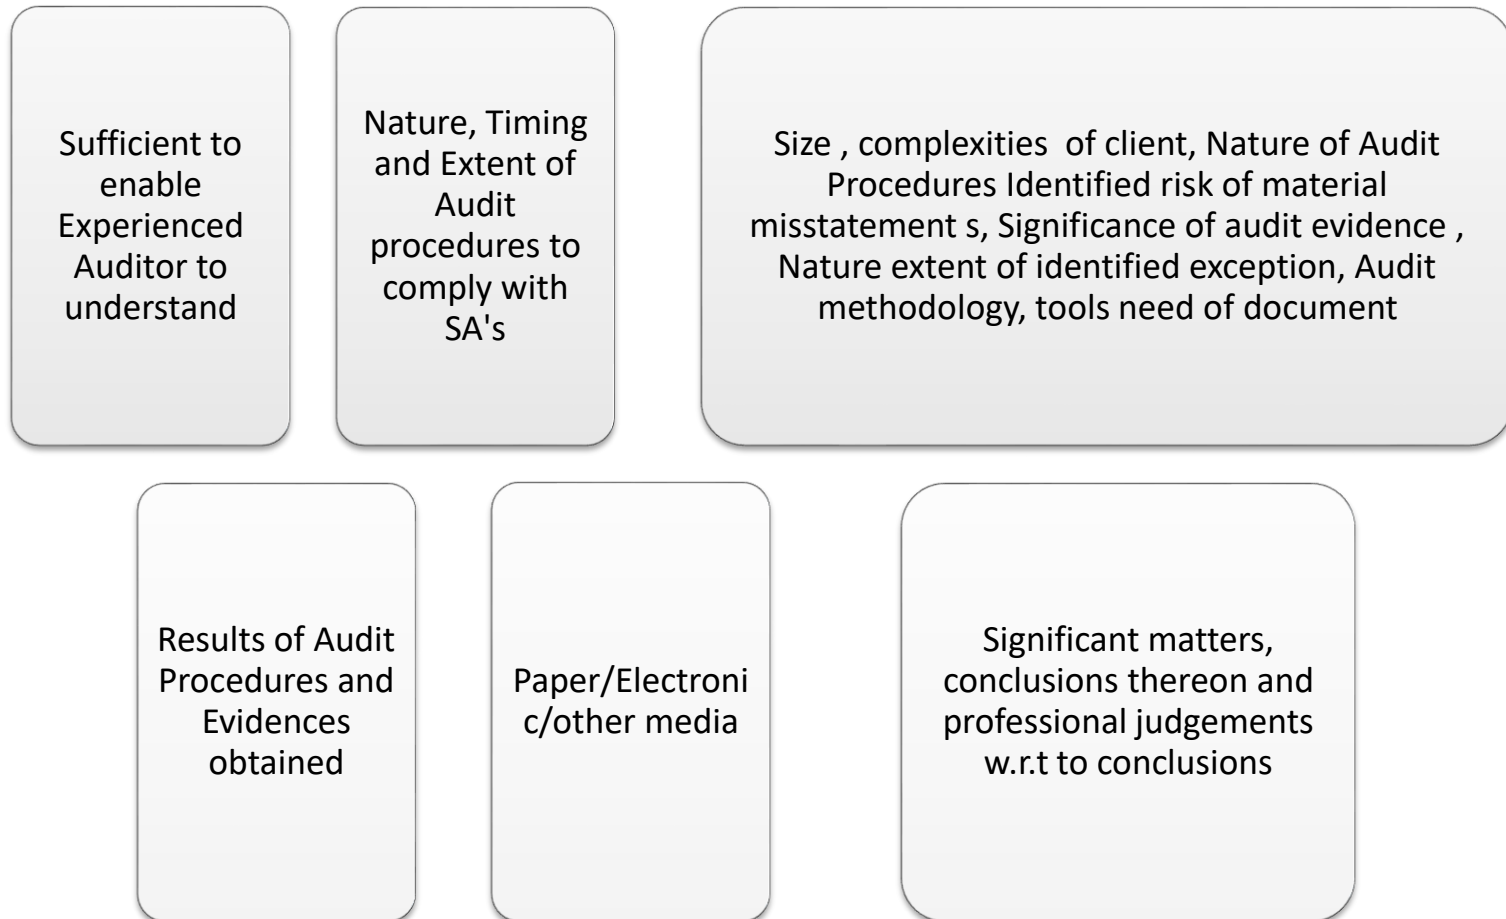 Sufficient to
enable
Experienced
Auditor to
understand
Nature, Timing
and Extent of
Audit
procedures to
comply with
SA's
Size , complexities  of client, Nature of Audit
Procedures Identified risk of material
misstatement s, Significance of audit evidence ,
Nature extent of identified exception, Audit
methodology, tools need of document
Results of Audit
Procedures and
Evidences
obtained
Paper/Electroni
c/other media
Significant matters,
conclusions thereon and
professional judgements
w.r.t to conclusions